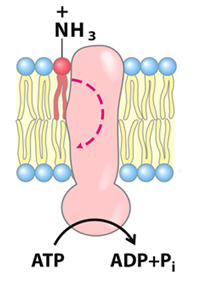 +
NH₃
ATP ADP+Pᵢ